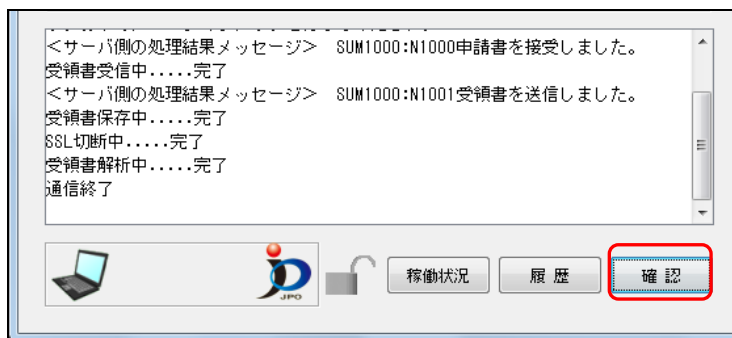 <サーバ側の処理結果メッセージ>　SUM1000:N1000申請書を接受しました。
受領書受信中.....完了
<サーバ側の処理結果メッセージ>　SUM1000:N1001受領書を送信しました。
受領書保存中.....完了
SSL切断中.....完了
受領書解析中.....完了
通信終了
JPO
稼働状況
履 歴
確 認